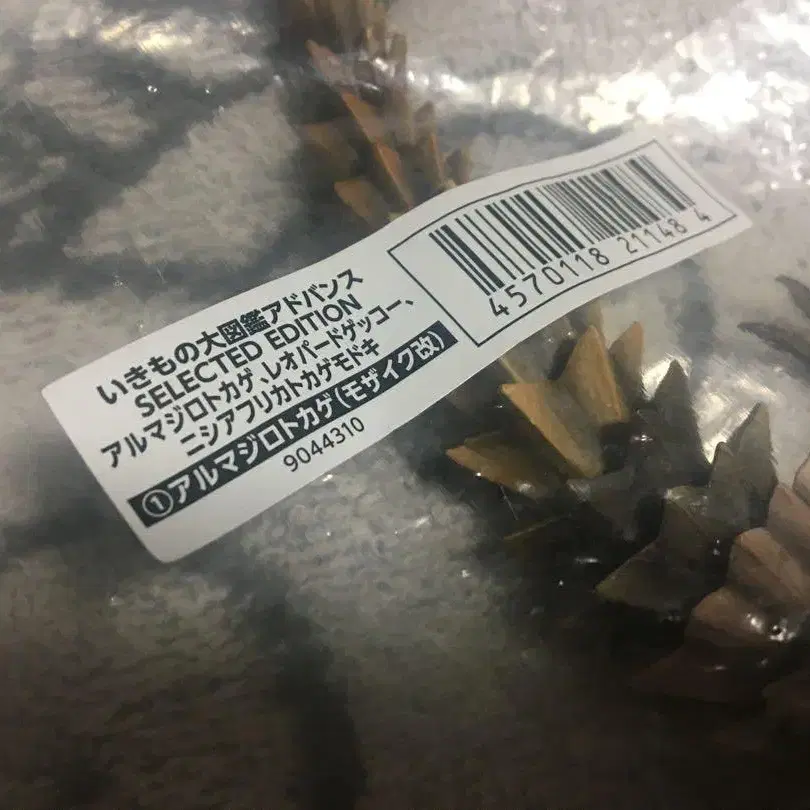 いきもの大図鑑アドバンス
SELECTED EDITION
アルマジロトカゲ、レオパードゲッコー、
ニシアフリカトカゲモドキ
①アルマジロトカゲ(モザイク改)
9044310
4570118 211484